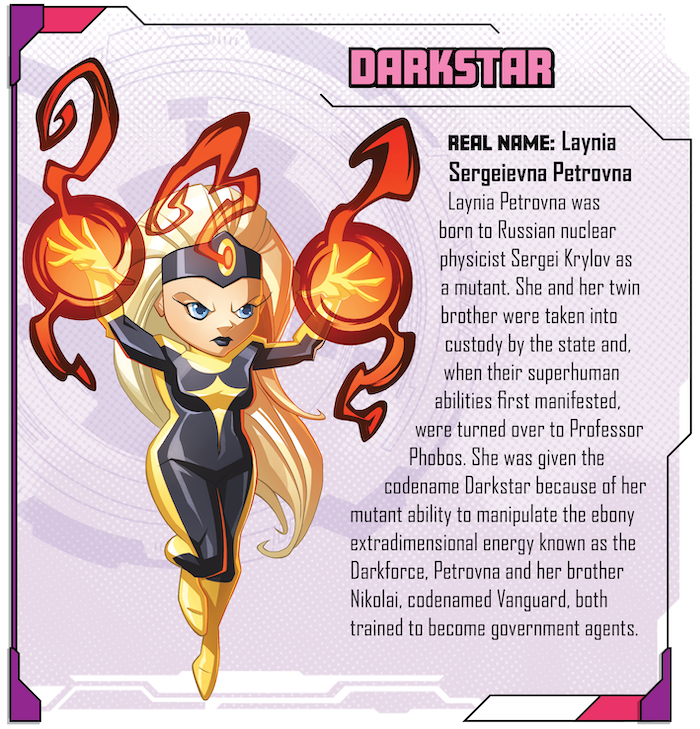 DARKSTAR
REAL NAME: Laynia
Sergeievna Petrovna
Laynia Petrovna was
born to Russian nuclear
physicist Sergei Krylov as
a mutant. She and her twin
brother were taken into
custody by the state and,
when their superhuman
abilities first manifested,
were turned over to Professor
Phobos. She was given the
codename Darkstar because of her
mutant ability to manipulate the ebony
extradimensional energy known as the
Darkforce, Petrovna and her brother
Nikolai, codenamed Vanguard, both
trained to become government agents.